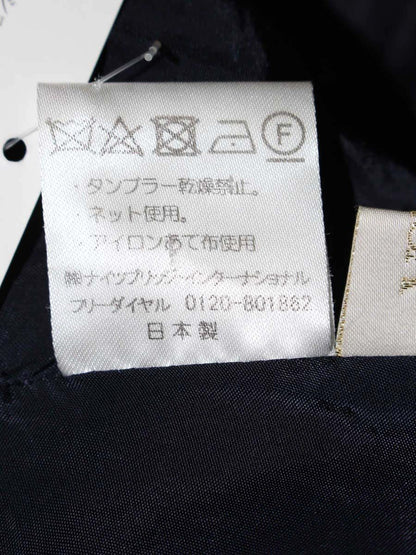 F
・タンブラー乾燥禁止。
・ネット使用。
・アイロンあて布使用
㈱ナイツブリッジ・インターナショナル
フリーダイヤル 0120-801862
日本製